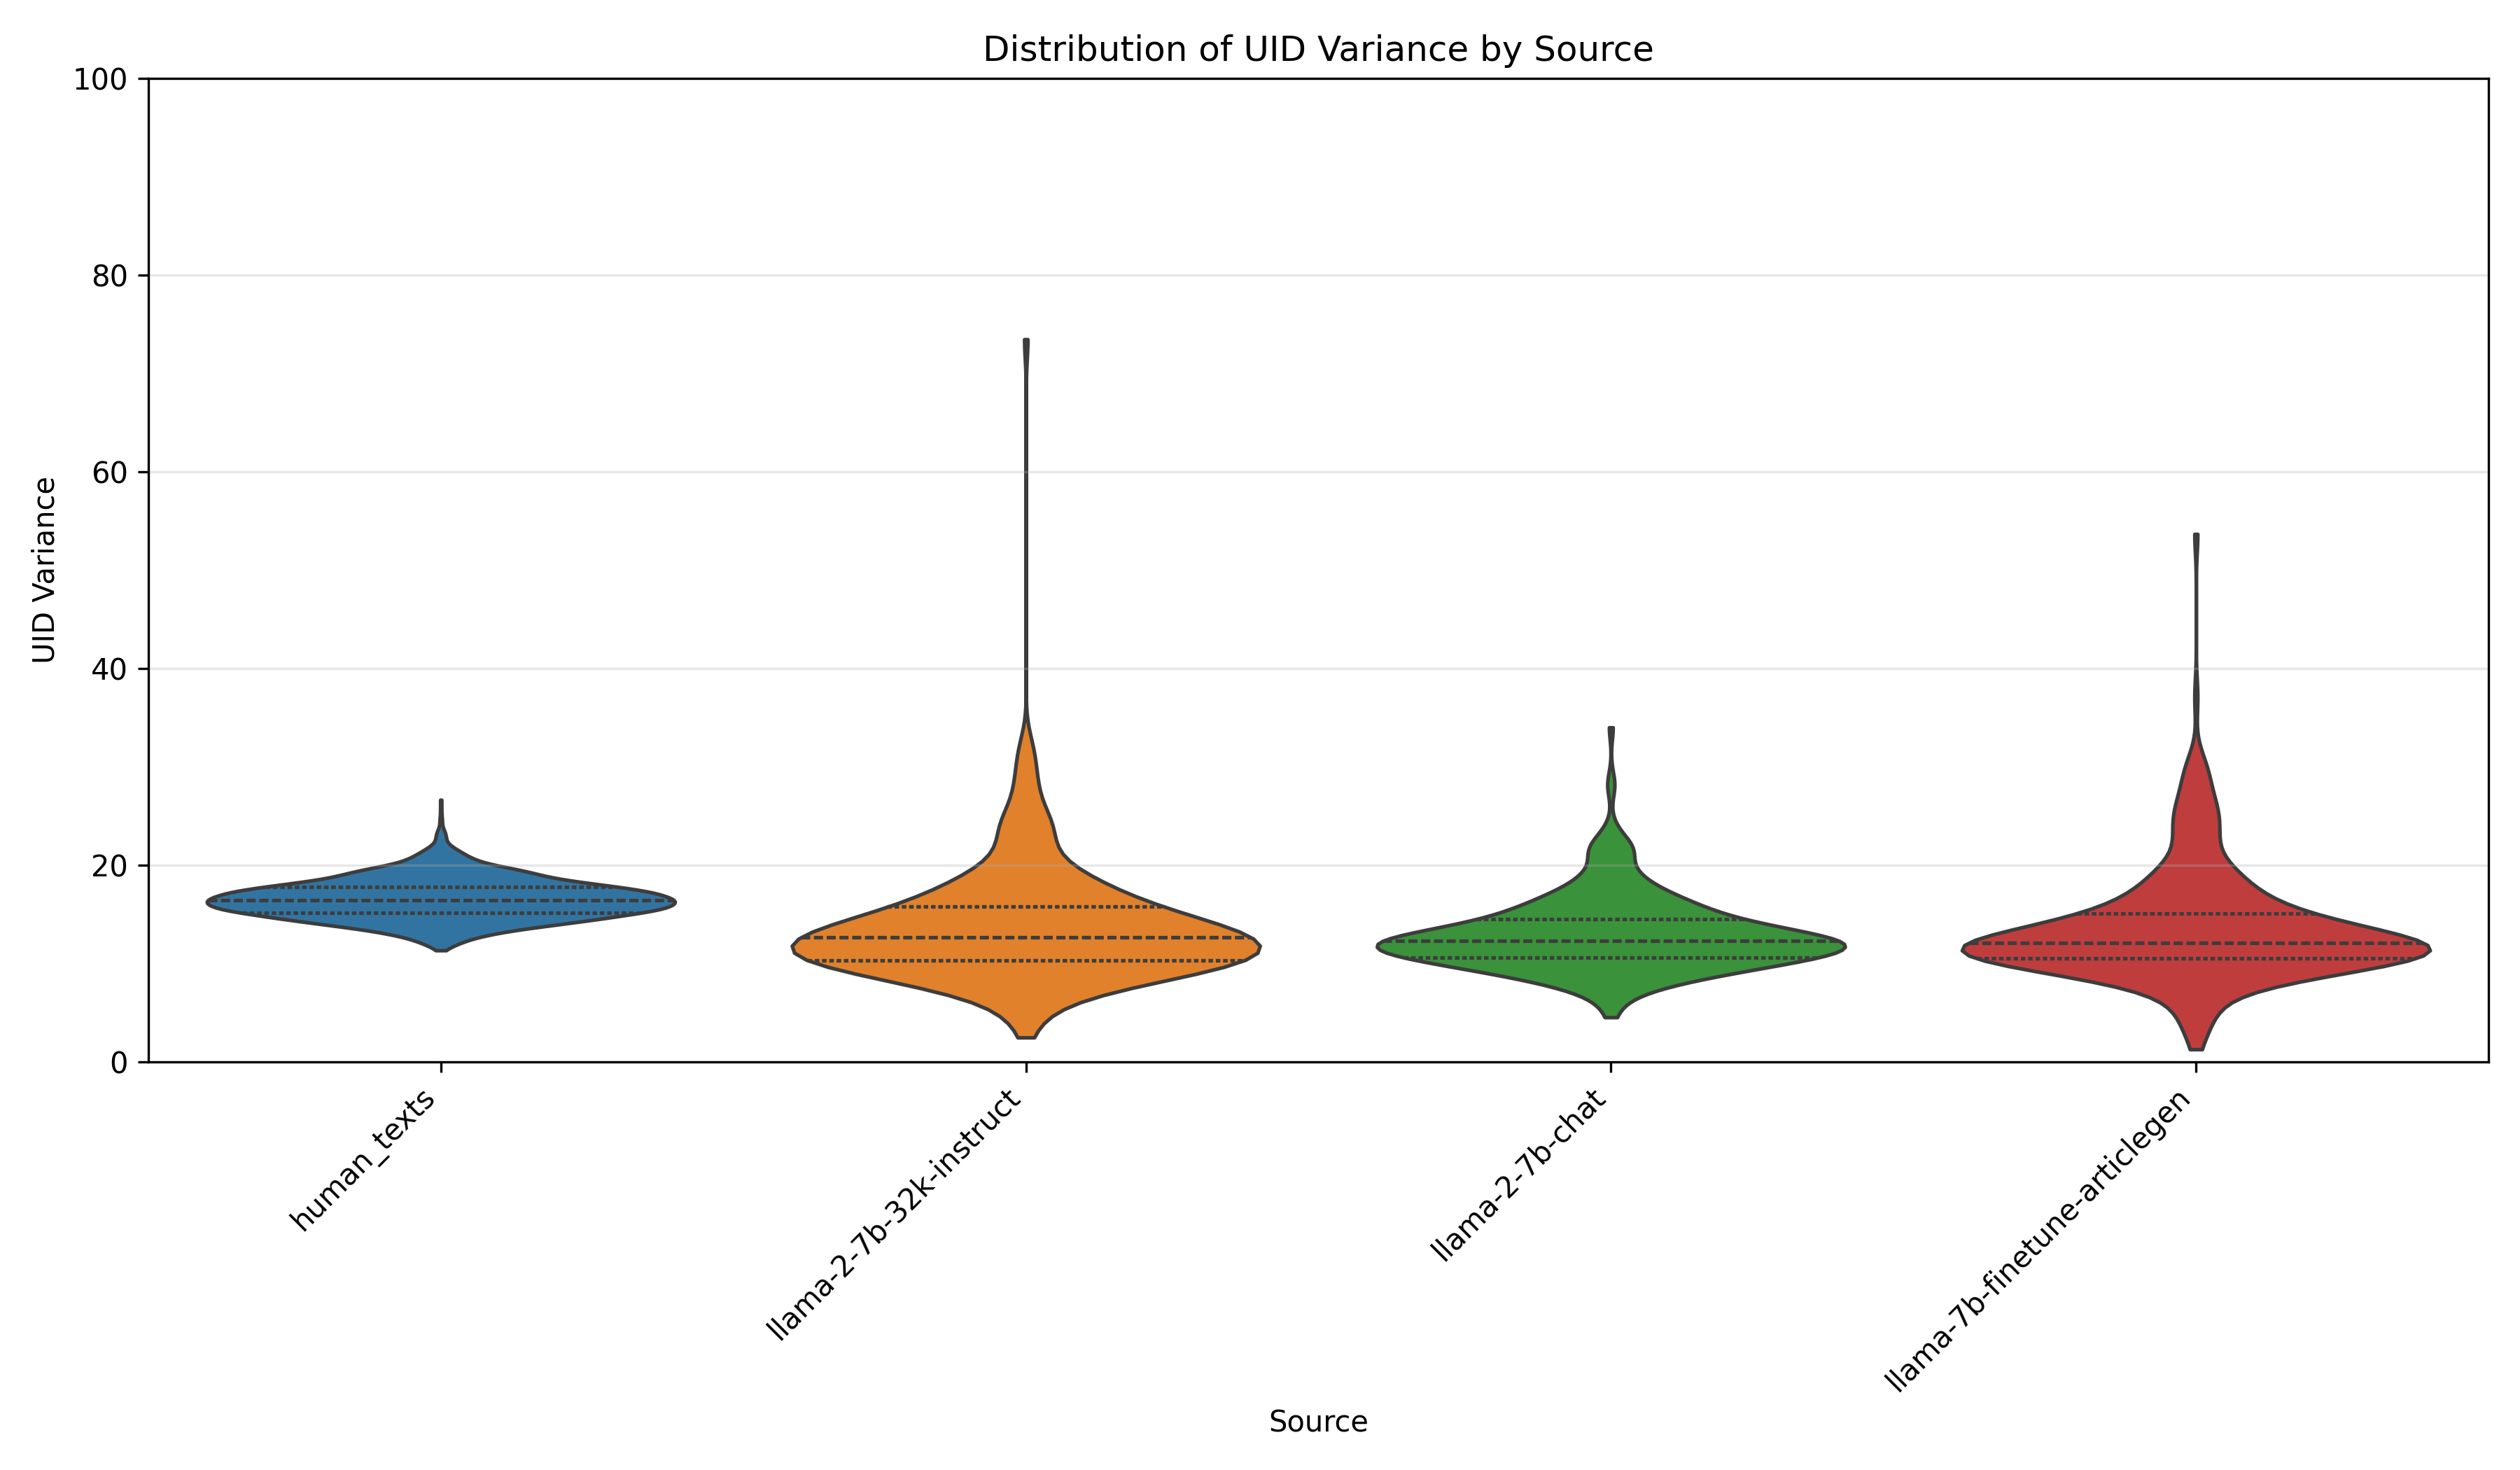 Distribution of UID Variance by Source
100
80
60
40
20
0
UID Variance
human_texts
llama-2-7b-32k-instruct
llama-2-7b-chat
llama-7b-finetune-articlegen
Source